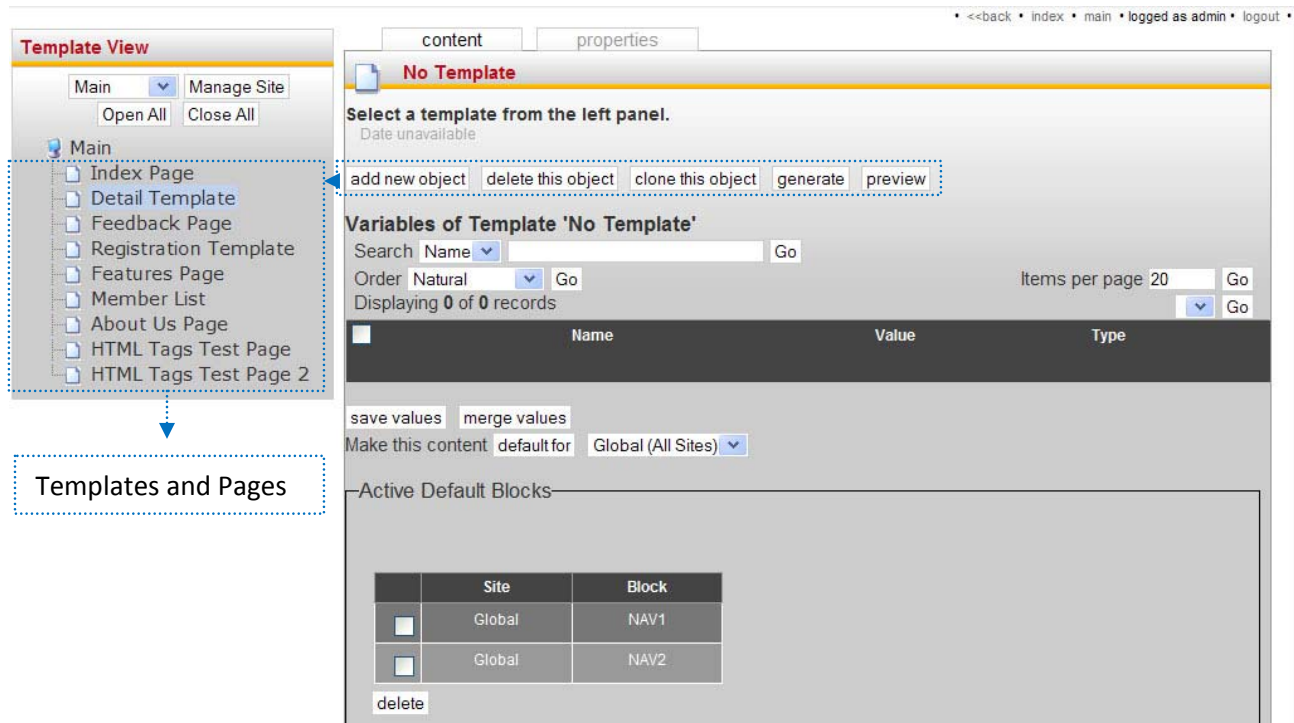 • <<back • index • main • logged as admin • logout •
Template View
Main Manage Site
Open All Close All
Main
Index Page
Detail Template
Feedback Page
Registration Template
Features Page
Member List
About Us Page
HTML Tags Test Page
HTML Tags Test Page 2
Templates and Pages
content properties
No Template
Select a template from the left panel.
Date unavailable
add new object delete this object clone this object generate preview
Variables of Template 'No Template'
Search Name Go
Order Natural Go Items per page 20 Go
Displaying 0 of 0 records Go
Name Value Type
save values merge values
Make this content default for Global (All Sites)
Active Default Blocks
Site Block
Global NAV1
Global NAV2
delete